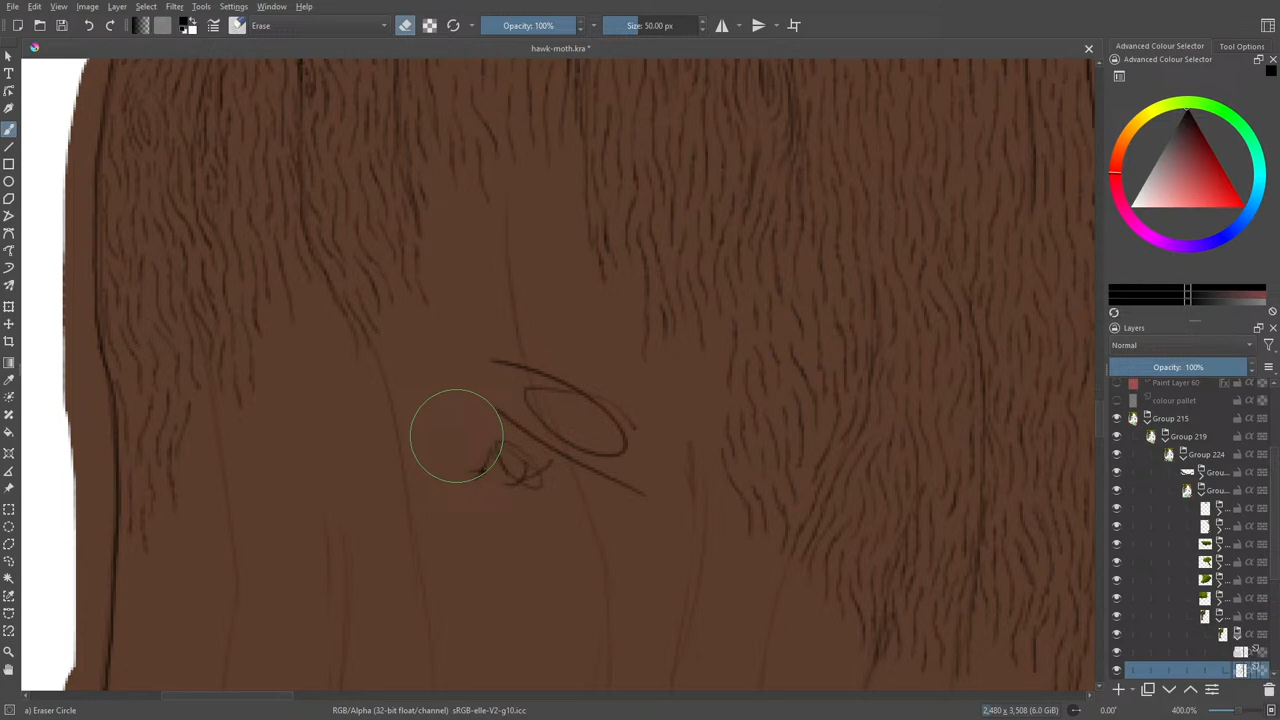 File Edit View Image Layer Select Filter Tools Settings Window Help
Erase Opacity: 100% Size: 50.00 px
hawk-moth.kra *
Advanced Colour Selector Tool Options
Advanced Colour Selector
Layers
Normal
Opacity: 100%
Paint Layer 60
colour pallet
Group 215
Group 219
Group 224
Grou...
Grou...
a) Eraser Circle RGB/Alpha (32-bit float/channel) sRGB-elle-V2-g10.icc 2,480 x 3,508 (6.0 GiB) 0.00° 400.0%